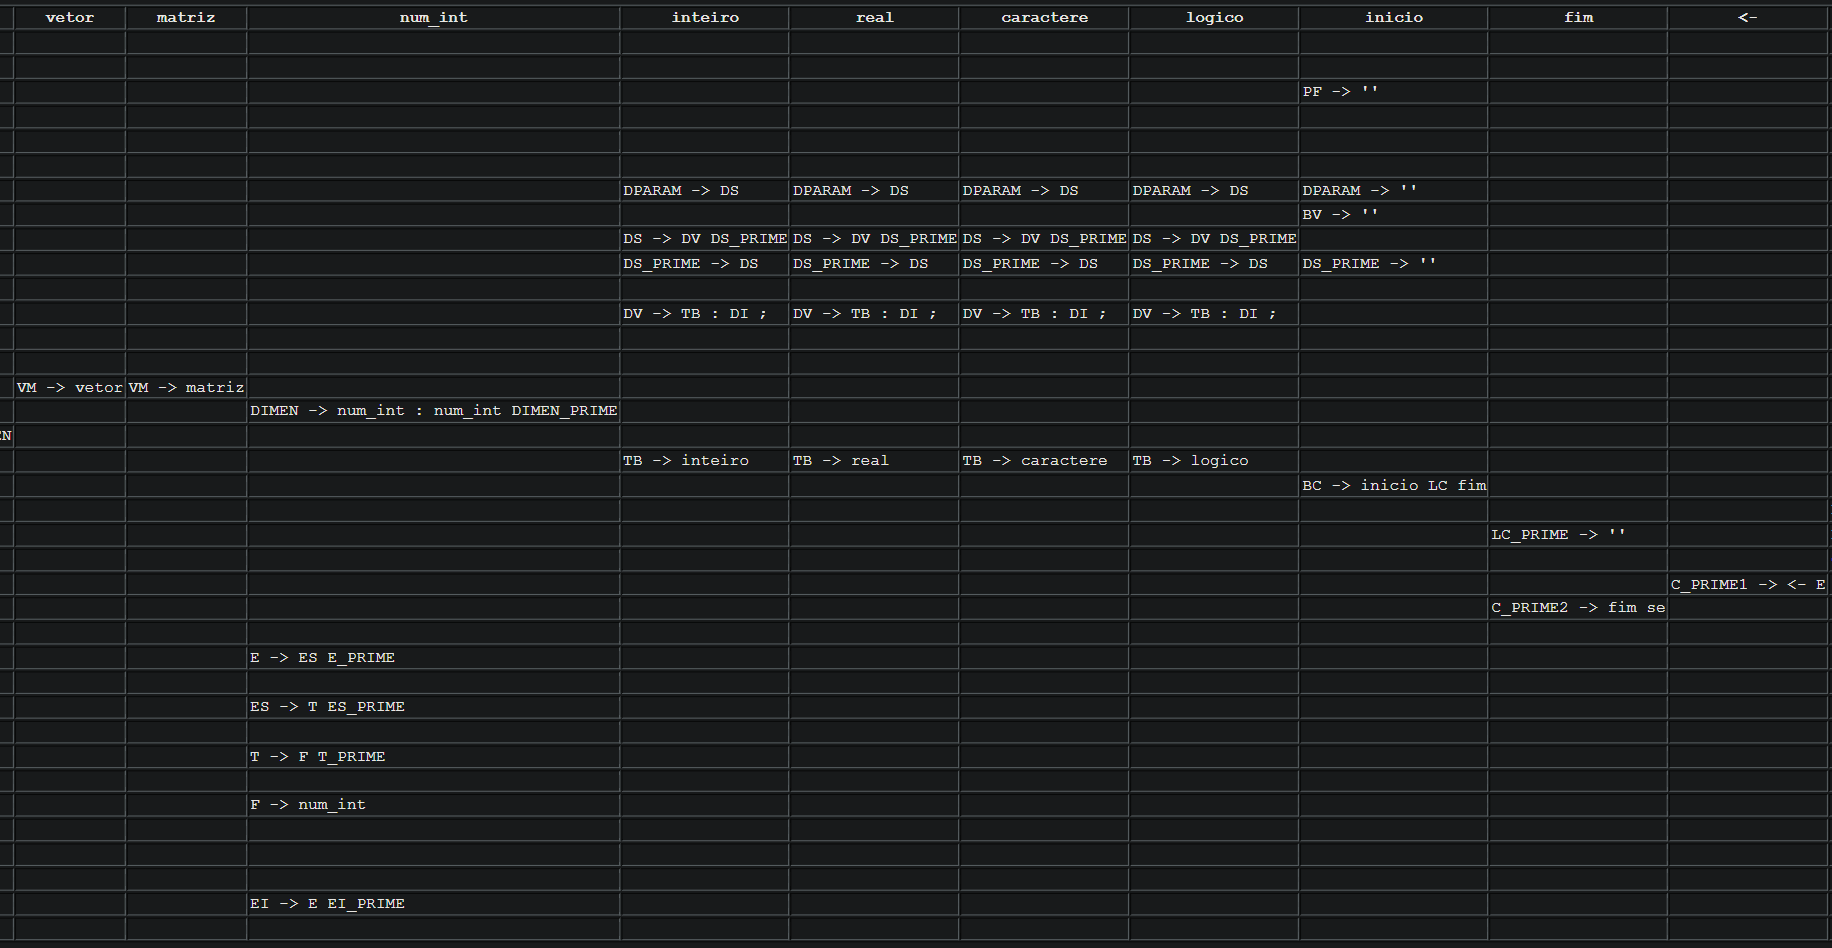 vetor matriz num_int inteiro real caractere logico inicio fim <-
PF -> ''
DPARAM -> DS DPARAM -> DS DPARAM -> DS DPARAM -> DS DPARAM -> ''
BV -> ''
DS -> DV DS_PRIME DS -> DV DS_PRIME DS -> DV DS_PRIME DS -> DV DS_PRIME
DS_PRIME -> DS DS_PRIME -> DS DS_PRIME -> DS DS_PRIME -> DS DS_PRIME -> ''
DV -> TB : DI ; DV -> TB : DI ; DV -> TB : DI ; DV -> TB : DI ;
VM -> vetor VM -> matriz
DIMEN -> num_int : num_int DIMEN_PRIME
EN
TB -> inteiro TB -> real TB -> caractere TB -> logico
BC -> inicio LC fim
LC_PRIME -> ''
C_PRIME1 -> <- E
C_PRIME2 -> fim se
E -> ES E_PRIME
ES -> T ES_PRIME
T -> F T_PRIME
F -> num_int
EI -> E EI_PRIME